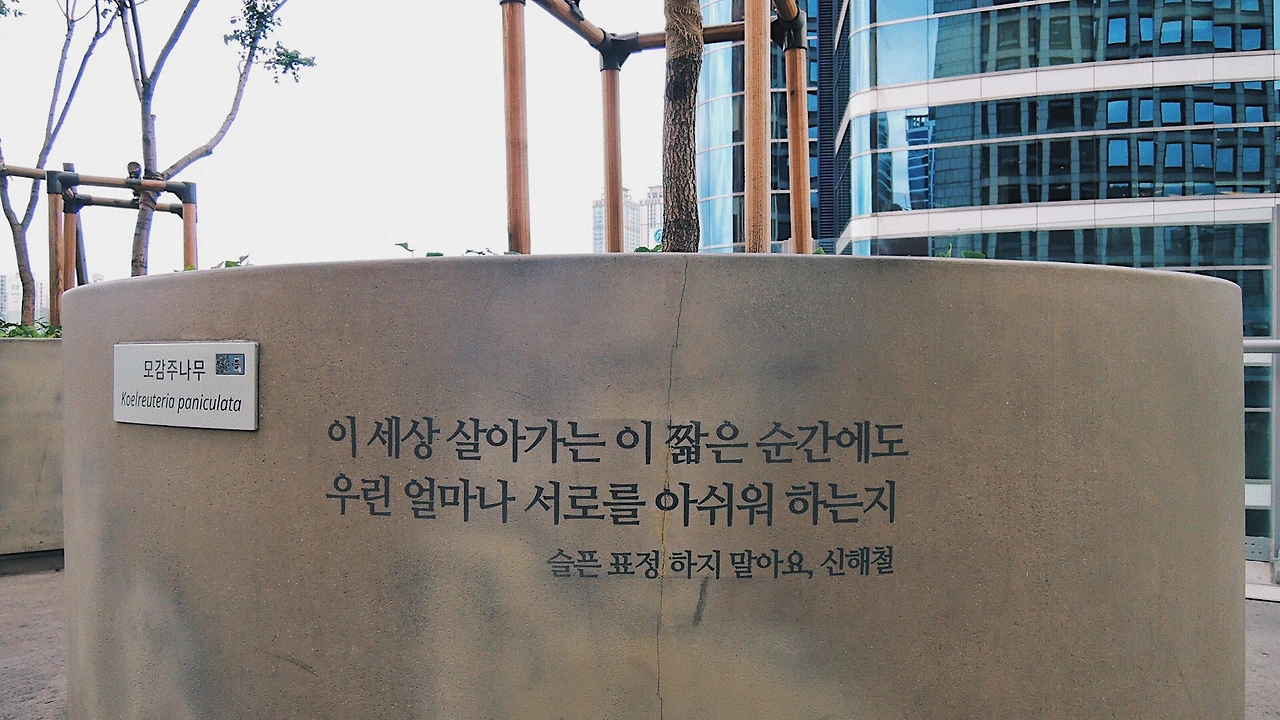 모감주나무
Koelreuteria paniculata
이 세상 살아가는 이 짧은 순간에도
우린 얼마나 서로를 아쉬워 하는지
슬픈 표정 하지 말아요, 신해철